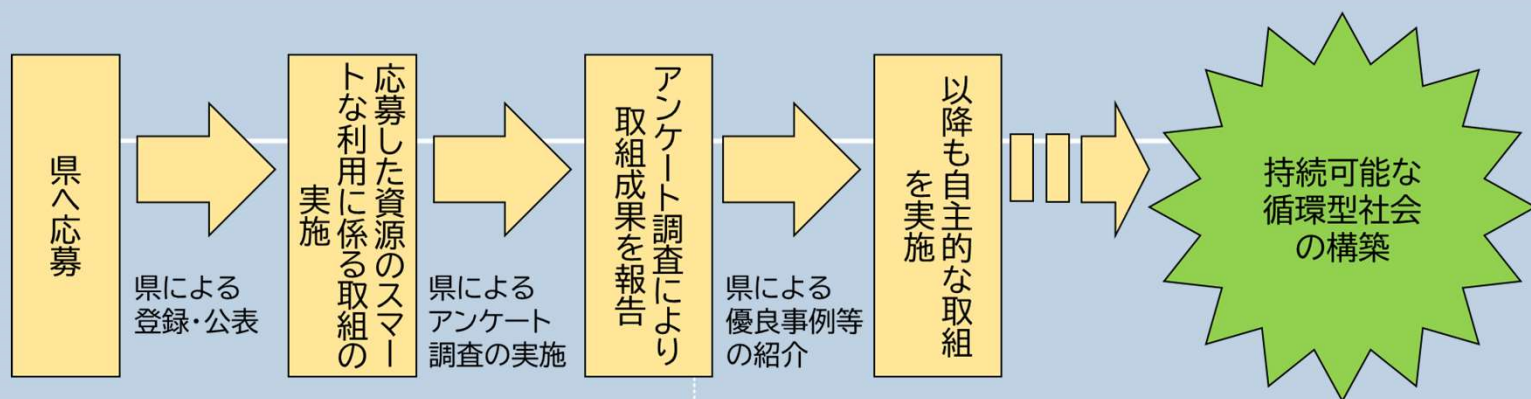 県へ応募
県による
登録・公表
応募した資源のスマー
トな利用に係る取組の
実施
県による
アンケート
調査の実施
アンケート調査により
取組成果を報告
県による
優良事例等
の紹介
以降も自主的な取組
を実施
持続可能な
循環型社会
の構築